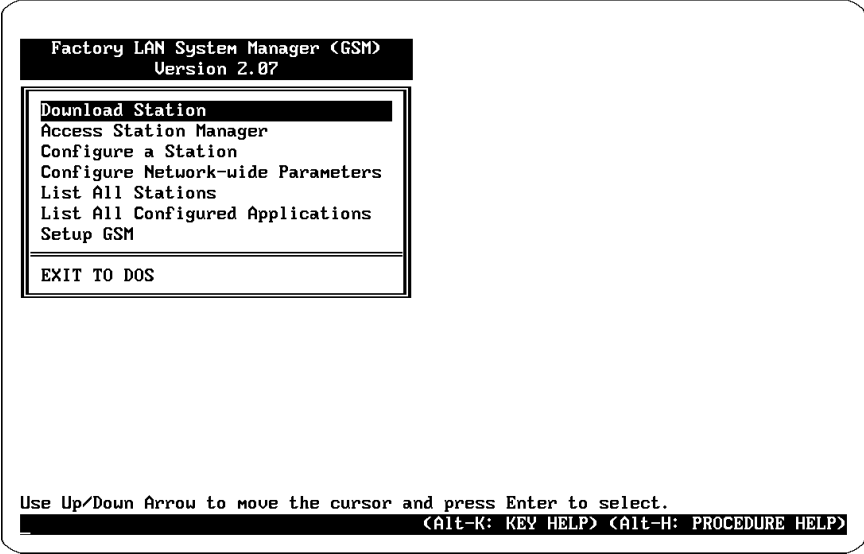 Factory LAN System Manager (GSM)
Version 2.07
Download Station
Access Station Manager
Configure a Station
Configure Network-wide Parameters
List All Stations
List All Configured Applications
Setup GSM
EXIT TO DOS
Use Up/Down Arrow to move the cursor and press Enter to select.
(Alt-K: KEY HELP) (Alt-H: PROCEDURE HELP)